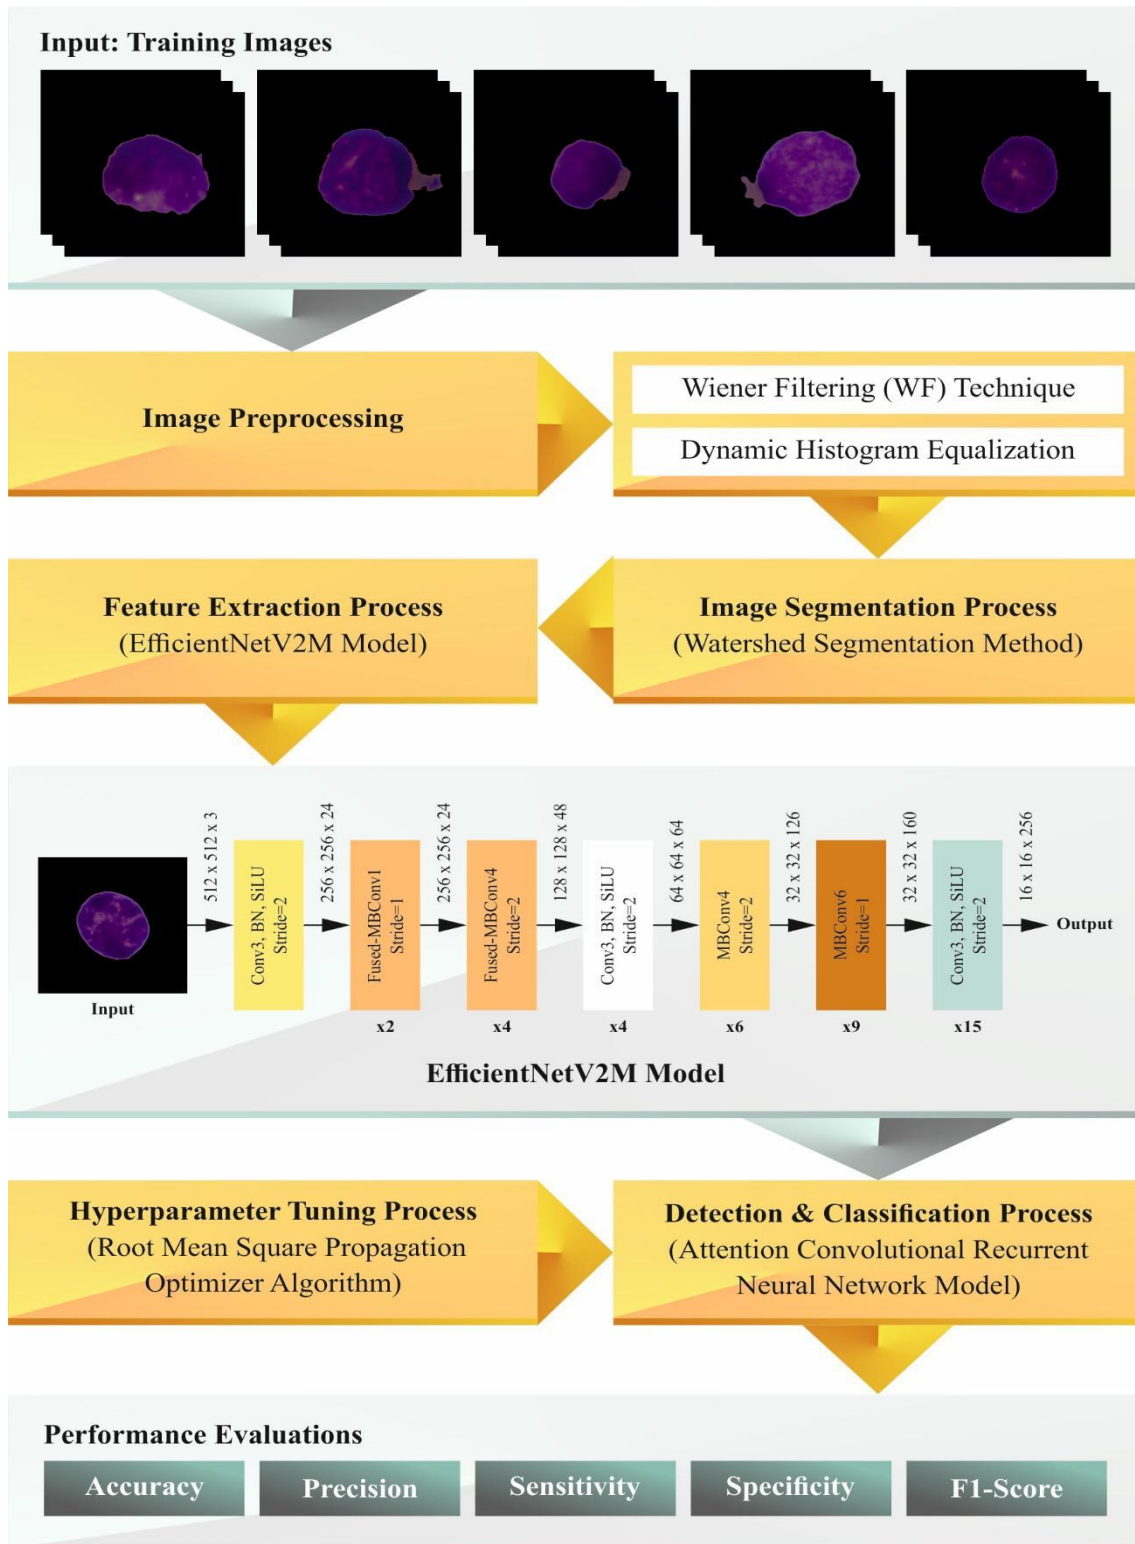 Input: Training Images
Image Preprocessing
Wiener Filtering (WF) Technique
Dynamic Histogram Equalization
Feature Extraction Process
(EfficientNetV2M Model)
Image Segmentation Process
(Watershed Segmentation Method)
Input
512 x 512 x 3
Conv3, BN, SiLU
Stride=2
256 x 256 x 24
Fused-MBConv1
Stride=1
x2
256 x 256 x 24
Fused-MBConv4
Stride=2
x4
128 x 128 x 48
Conv3, BN, SiLU
Stride=2
x4
64 x 64 x 64
MBConv4
Stride=2
x6
32 x 32 x 126
MBConv6
Stride=1
x9
32 x 32 x 160
Conv3, BN, SiLU
Stride=2
x15
16 x 16 x 256
Output
EfficientNetV2M Model
Hyperparameter Tuning Process
(Root Mean Square Propagation
Optimizer Algorithm)
Detection & Classification Process
(Attention Convolutional Recurrent
Neural Network Model)
Performance Evaluations
Accuracy
Precision
Sensitivity
Specificity
F1-Score